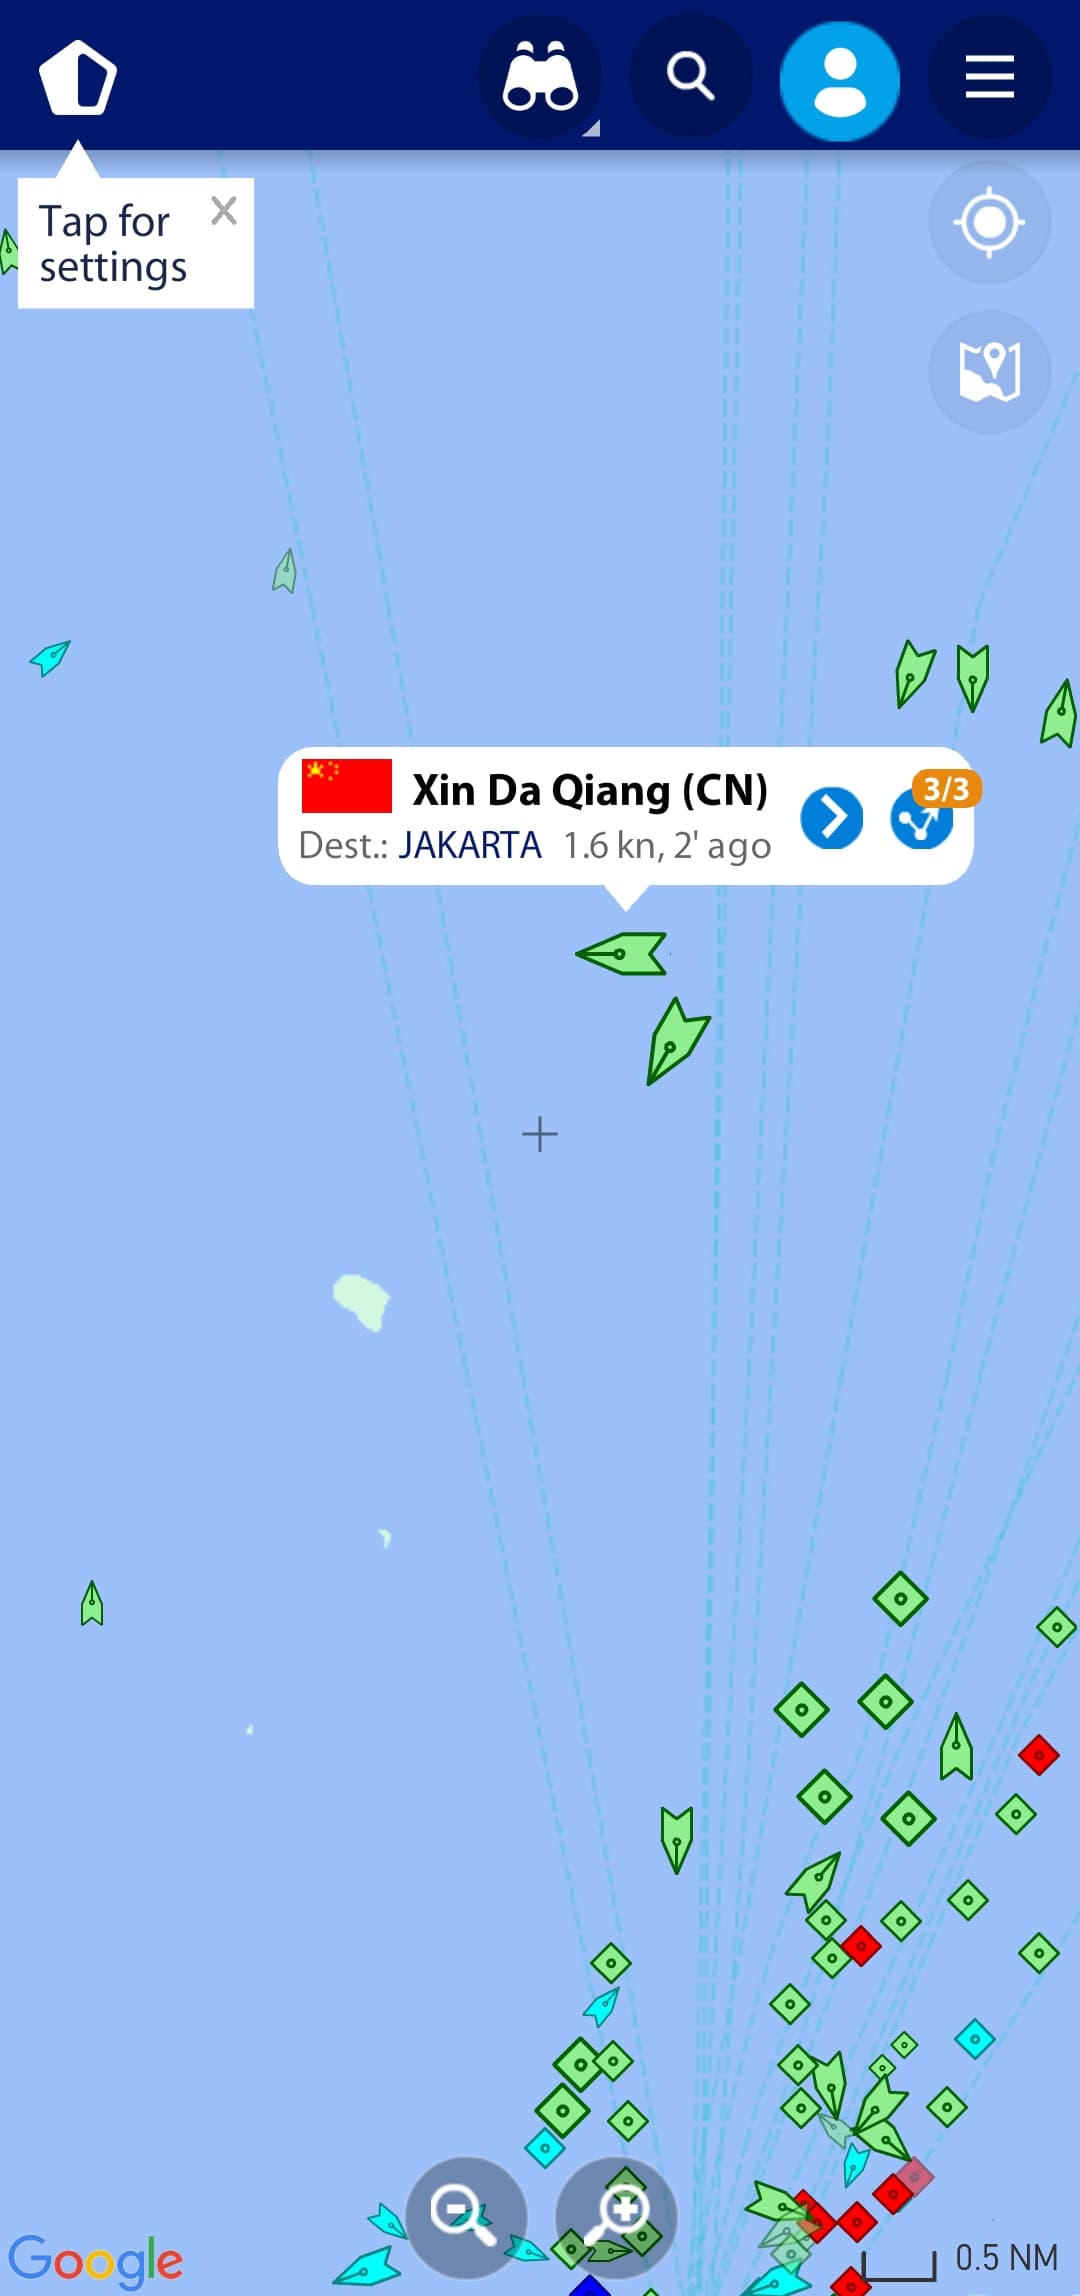 Tap for
settings
Xin Da Qiang (CN)
3/3
Dest.: JAKARTA 1.6 kn, 2' ago
Google
0.5 NM